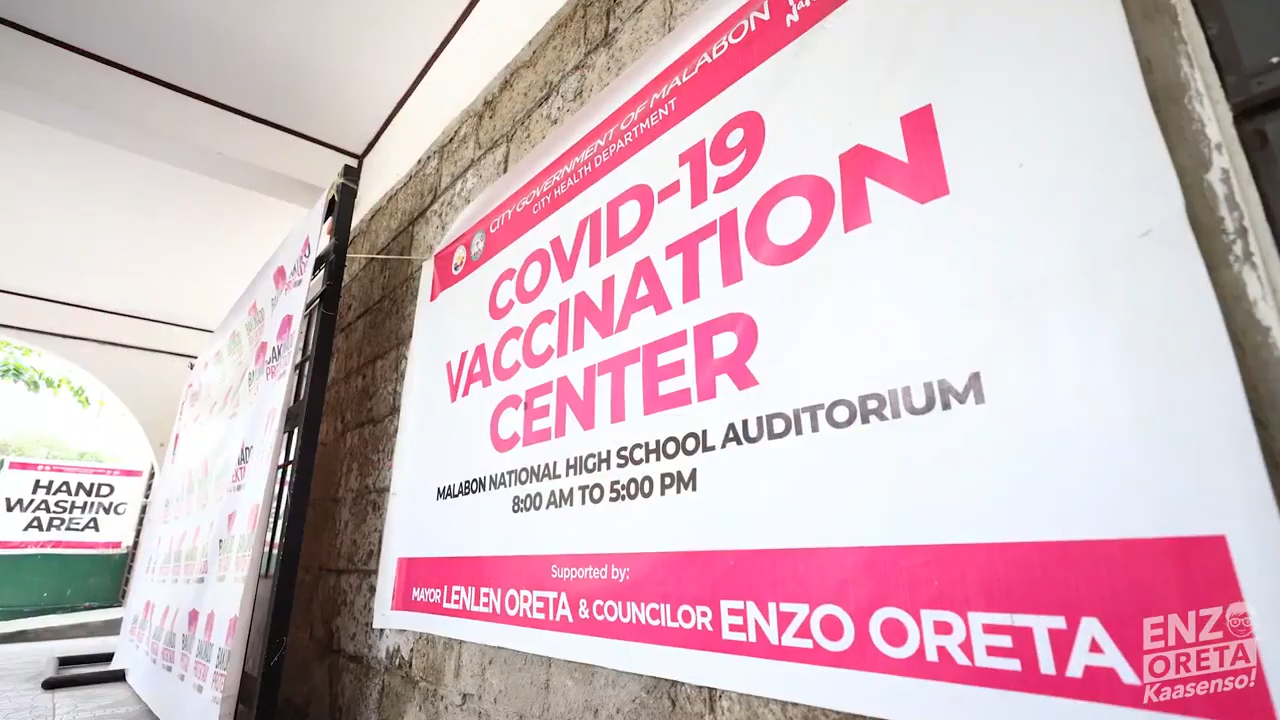 CITY GOVERNMENT OF MALABON
CITY HEALTH DEPARTMENT
COVID-19
VACCINATION
CENTER
MALABON NATIONAL HIGH SCHOOL AUDITORIUM
8:00 AM TO 5:00 PM
Supported by:
MAYOR LENLEN ORETA & COUNCILOR ENZO ORETA
HAND
WASHING
AREA
ENZO
ORETA
Kaasenso!